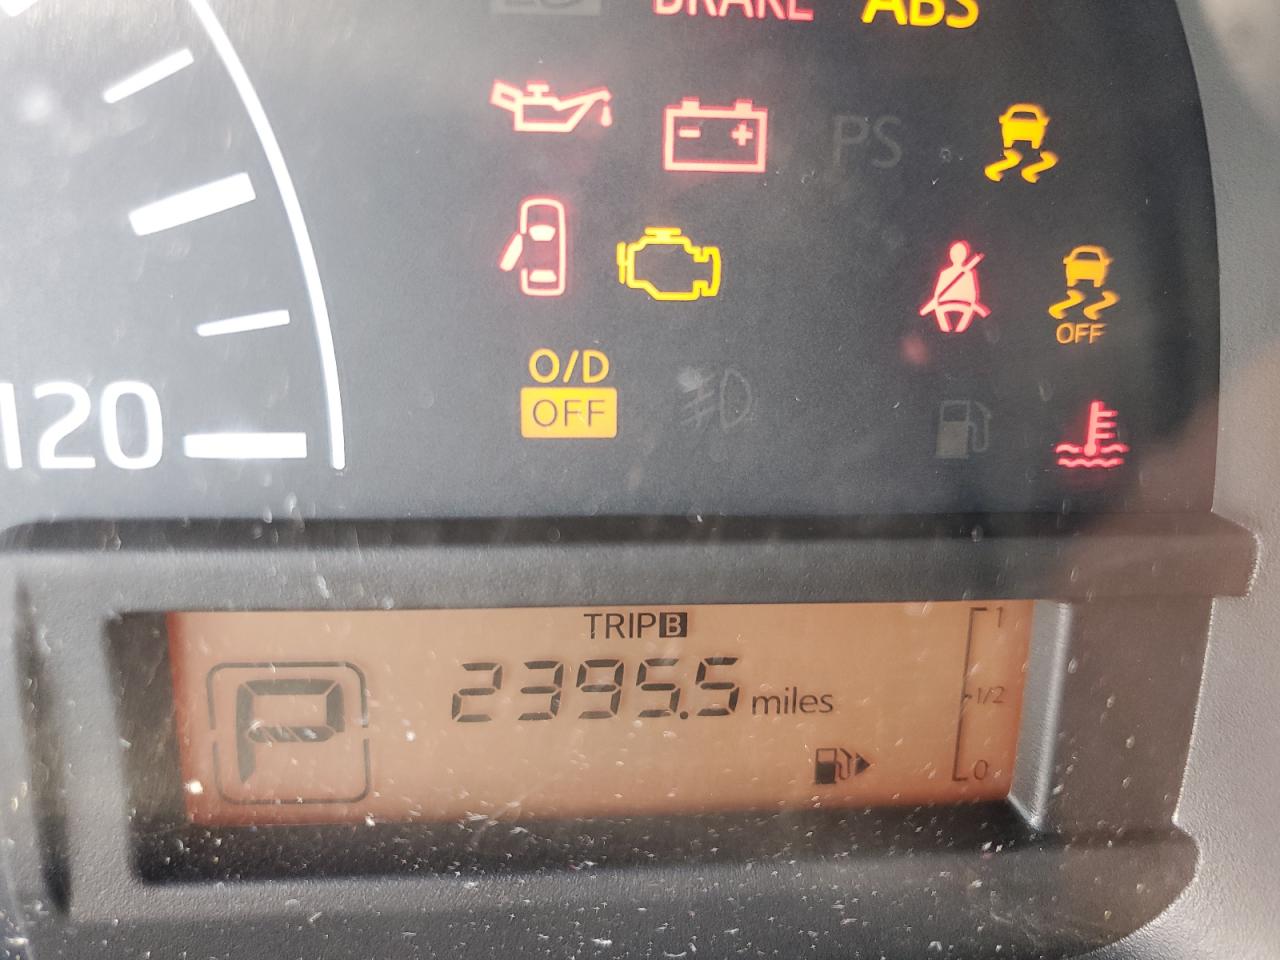 BRAKE ABS
PS
OFF
O/D
OFF
120
TRIP B
1
2395.5 miles
1/2
0
P